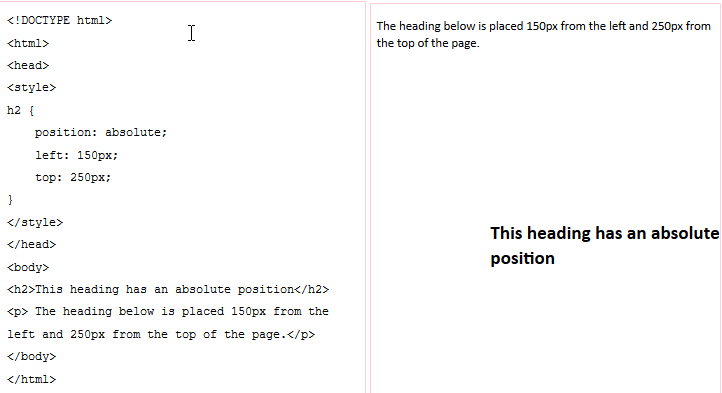 <!DOCTYPE html>
<html>
<head>
<style>
h2 {
    position: absolute;
    left: 150px;
    top: 250px;
}
</style>
</head>
<body>
<h2>This heading has an absolute position</h2>
<p> The heading below is placed 150px from the
left and 250px from the top of the page.</p>
</body>
</html>
The heading below is placed 150px from the left and 250px from
the top of the page.
This heading has an absolute
position